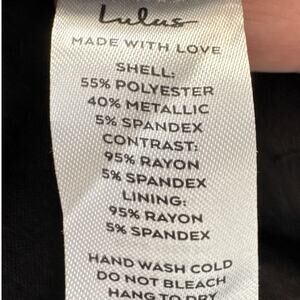 Lulus
MADE WITH LOVE
SHELL:
55% POLYESTER
40% METALLIC
5% SPANDEX
CONTRAST:
95% RAYON
5% SPANDEX
LINING:
95% RAYON
5% SPANDEX
HAND WASH COLD
DO NOT BLEACH
HANG TO DRY